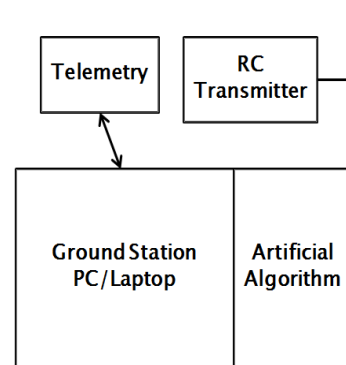 Telemetry
RC
Transmitter
Ground Station
PC/Laptop
Artificial
Algorithm